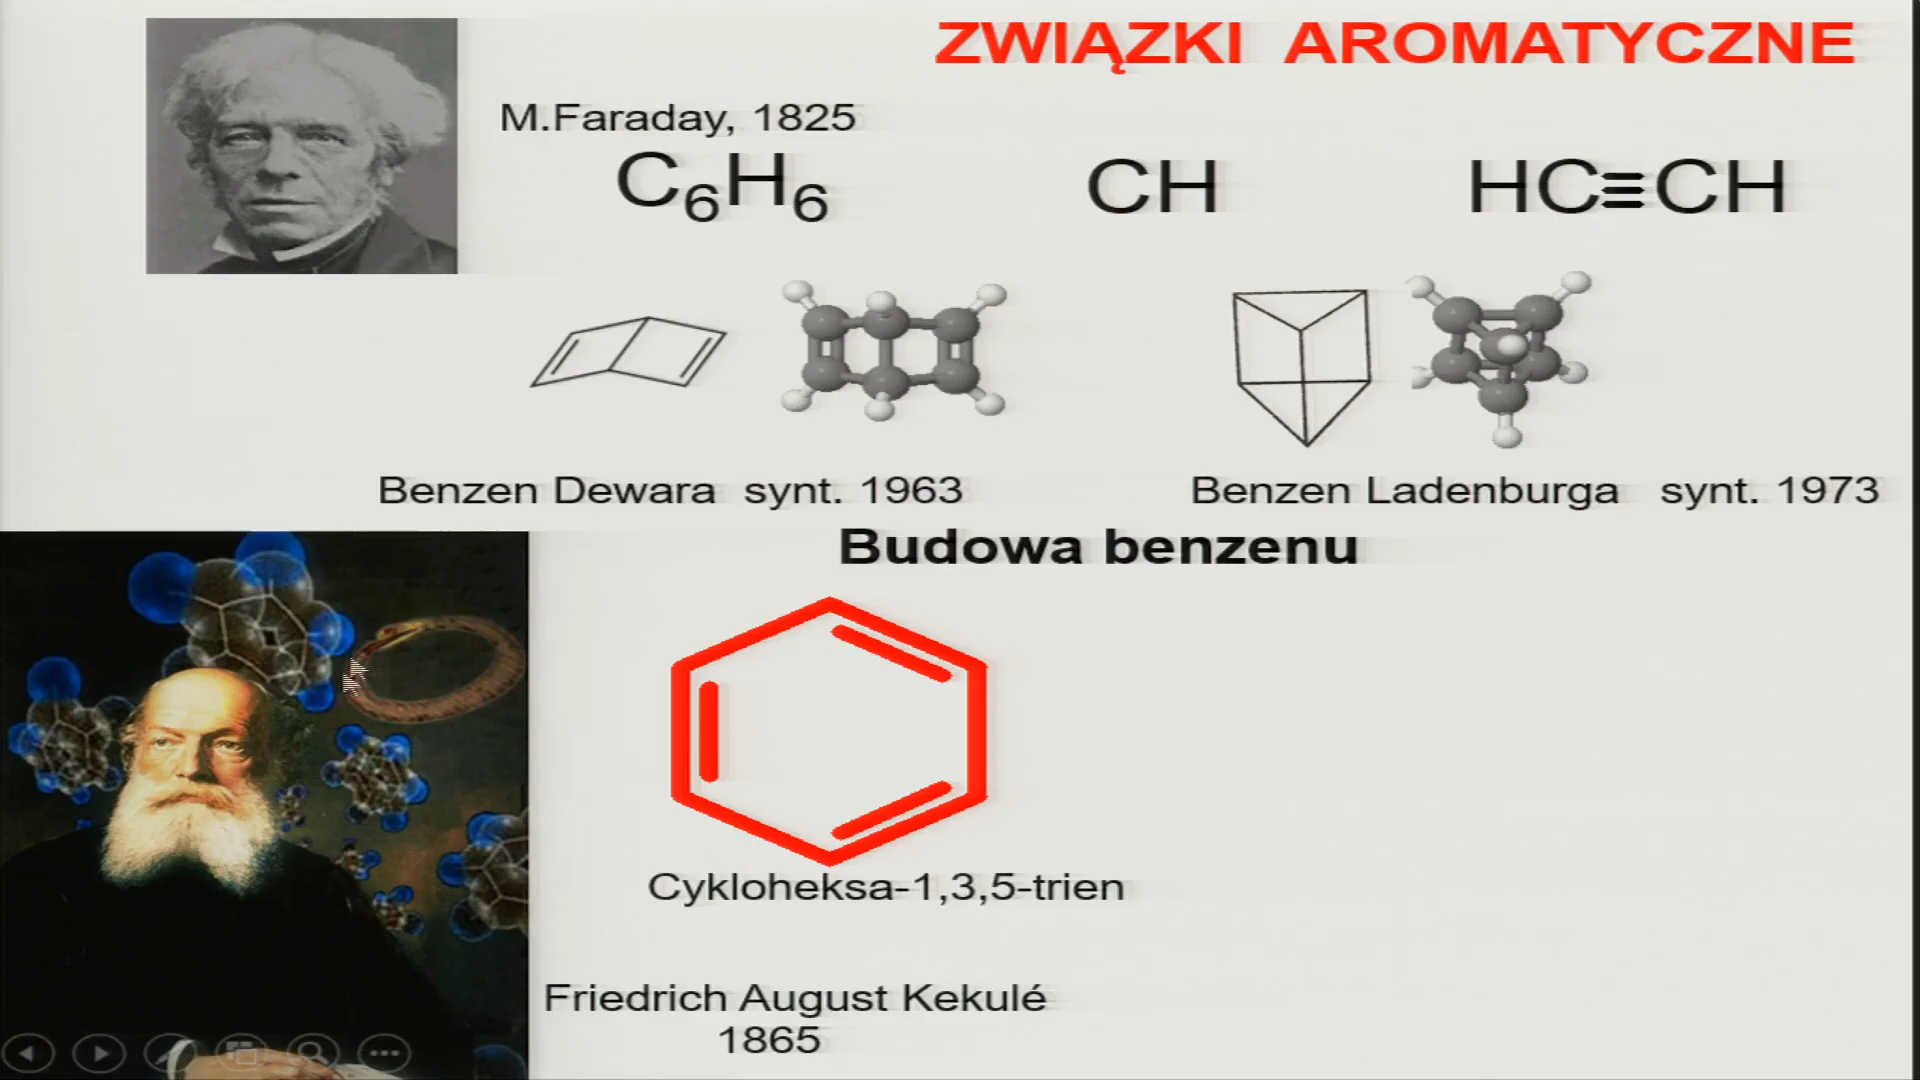 ZWIĄZKI AROMATYCZNE
M.Faraday, 1825
C₆H₆ CH HC≡CH
Benzen Dewara synt. 1963
Benzen Ladenburga synt. 1973
Budowa benzenu
Cykloheksa-1,3,5-trien
Friedrich August Kekulé
1865